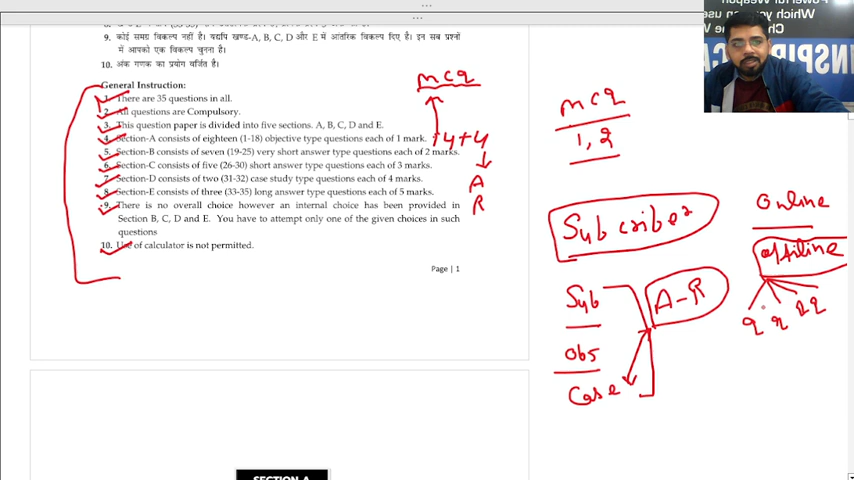 9. कोई समग्र विकल्प नहीं है। यद्यपि खण्ड-A, B, C, D और E में आंतरिक विकल्प दिए है। इन सब प्रश्नों
में आपको एक विकल्प चुनना है।
10. अंक गणक का प्रयोग वर्जित है।
General Instruction:
1. There are 35 questions in all.
2. All questions are Compulsory.
3. This question paper is divided into five sections. A, B, C, D and E.
4. Section-A consists of eighteen (1-18) objective type questions each of 1 mark.
5. Section-B consists of seven (19-25) very short answer type questions each of 2 marks.
6. Section-C consists of five (26-30) short answer type questions each of 3 marks.
7. Section-D consists of two (31-32) case study type questions each of 4 marks.
8. Section-E consists of three (33-35) long answer type questions each of 5 marks.
9. There is no overall choice however an internal choice has been provided in
Section B, C, D and E. You have to attempt only one of the given choices in such
questions
10. Use of calculator is not permitted.
Page | 1
SECTION A
mcq
14+4
A
R
mcq
1, 2
Subscriber
Sub
Obs
Case
A-R
online
offline
Powerful Weapon
Which you
use
INSPIR